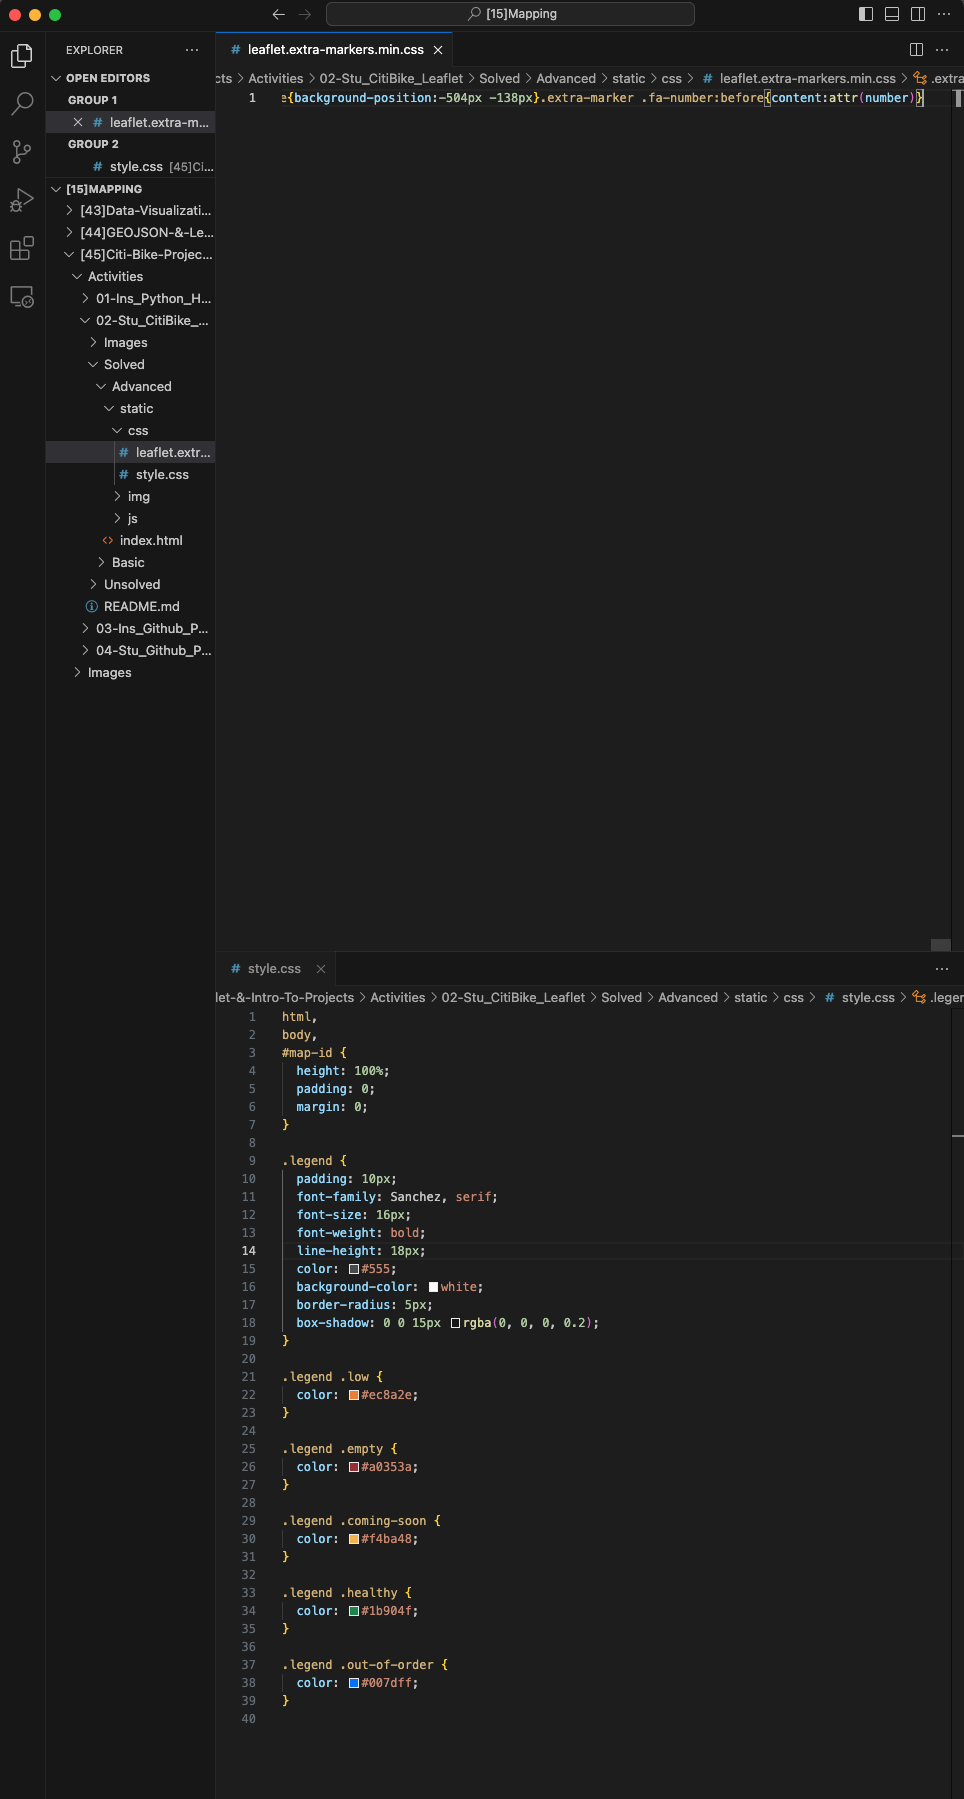 [15]Mapping
EXPLORER
OPEN EDITORS
GROUP 1
# leaflet.extra-m...
GROUP 2
# style.css [45]Ci...
[15]MAPPING
[43]Data-Visualizati...
[44]GEOJSON-&-Le...
[45]Citi-Bike-Projec...
Activities
01-Ins_Python_H...
02-Stu_CitiBike_...
Images
Solved
Advanced
static
css
# leaflet.extr...
# style.css
img
js
<> index.html
Basic
Unsolved
README.md
03-Ins_Github_P...
04-Stu_Github_P...
Images
# leaflet.extra-markers.min.css
cts > Activities > 02-Stu_CitiBike_Leaflet > Solved > Advanced > static > css > # leaflet.extra-markers.min.css > .extra
1 e{background-position:-504px -138px}.extra-marker .fa-number:before{content:attr(number)}
# style.css
let-&-Intro-To-Projects > Activities > 02-Stu_CitiBike_Leaflet > Solved > Advanced > static > css > # style.css > .leger
1 html,
2 body,
3 #map-id {
4 height: 100%;
5 padding: 0;
6 margin: 0;
7 }
8
9 .legend {
10 padding: 10px;
11 font-family: Sanchez, serif;
12 font-size: 16px;
13 font-weight: bold;
14 line-height: 18px;
15 color: #555;
16 background-color: white;
17 border-radius: 5px;
18 box-shadow: 0 0 15px rgba(0, 0, 0, 0.2);
19 }
20
21 .legend .low {
22 color: #ec8a2e;
23 }
24
25 .legend .empty {
26 color: #a0353a;
27 }
28
29 .legend .coming-soon {
30 color: #f4ba48;
31 }
32
33 .legend .healthy {
34 color: #1b904f;
35 }
36
37 .legend .out-of-order {
38 color: #007dff;
39 }
40